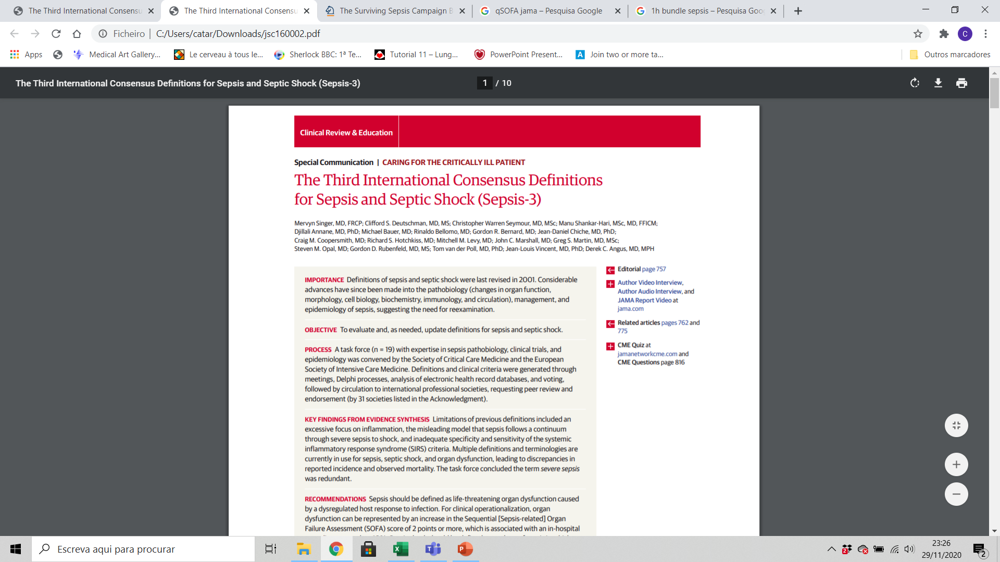 The Third International Consensu
The Third International Consensu
The Surviving Sepsis Campaign B
qSOFA jama – Pesquisa Google
1h bundle sepsis – Pesquisa Goo
Ficheiro | C:/Users/catar/Downloads/jsc160002.pdf
C
Apps
Medical Art Gallery...
Le cerveau à tous le...
Sherlock BBC: 1ª Te...
Tutorial 11 – Lung...
PowerPoint Present...
A
Join two or more ta...
Outros marcadores
The Third International Consensus Definitions for Sepsis and Septic Shock (Sepsis-3)
1 / 10
Clinical Review & Education
Special Communication | CARING FOR THE CRITICALLY ILL PATIENT
The Third International Consensus Definitions
for Sepsis and Septic Shock (Sepsis-3)
Mervyn Singer, MD, FRCP; Clifford S. Deutschman, MD, MS; Christopher Warren Seymour, MD, MSc; Manu Shankar-Hari, MSc, MD, FFICM;
Djillali Annane, MD, PhD; Michael Bauer, MD; Rinaldo Bellomo, MD; Gordon R. Bernard, MD; Jean-Daniel Chiche, MD, PhD;
Craig M. Coopersmith, MD; Richard S. Hotchkiss, MD; Mitchell M. Levy, MD; John C. Marshall, MD; Greg S. Martin, MD, MSc;
Steven M. Opal, MD; Gordon D. Rubenfeld, MD, MS; Tom van der Poll, MD, PhD; Jean-Louis Vincent, MD, PhD; Derek C. Angus, MD, MPH
IMPORTANCE Definitions of sepsis and septic shock were last revised in 2001. Considerable
advances have since been made into the pathobiology (changes in organ function,
morphology, cell biology, biochemistry, immunology, and circulation), management, and
epidemiology of sepsis, suggesting the need for reexamination.
OBJECTIVE To evaluate and, as needed, update definitions for sepsis and septic shock.
PROCESS A task force (n = 19) with expertise in sepsis pathobiology, clinical trials, and
epidemiology was convened by the Society of Critical Care Medicine and the European
Society of Intensive Care Medicine. Definitions and clinical criteria were generated through
meetings, Delphi processes, analysis of electronic health record databases, and voting,
followed by circulation to international professional societies, requesting peer review and
endorsement (by 31 societies listed in the Acknowledgment).
KEY FINDINGS FROM EVIDENCE SYNTHESIS Limitations of previous definitions included an
excessive focus on inflammation, the misleading model that sepsis follows a continuum
through severe sepsis to shock, and inadequate specificity and sensitivity of the systemic
inflammatory response syndrome (SIRS) criteria. Multiple definitions and terminologies are
currently in use for sepsis, septic shock, and organ dysfunction, leading to discrepancies in
reported incidence and observed mortality. The task force concluded the term severe sepsis
was redundant.
RECOMMENDATIONS Sepsis should be defined as life-threatening organ dysfunction caused
by a dysregulated host response to infection. For clinical operationalization, organ
dysfunction can be represented by an increase in the Sequential [Sepsis-related] Organ
Failure Assessment (SOFA) score of 2 points or more, which is associated with an in-hospital
Editorial page 757
Author Video Interview,
Author Audio Interview, and
JAMA Report Video at
jama.com
Related articles pages 762 and
775
CME Quiz at
jamanetworkcme.com and
CME Questions page 816
Escreva aqui para procurar
23:26
29/11/2020
2